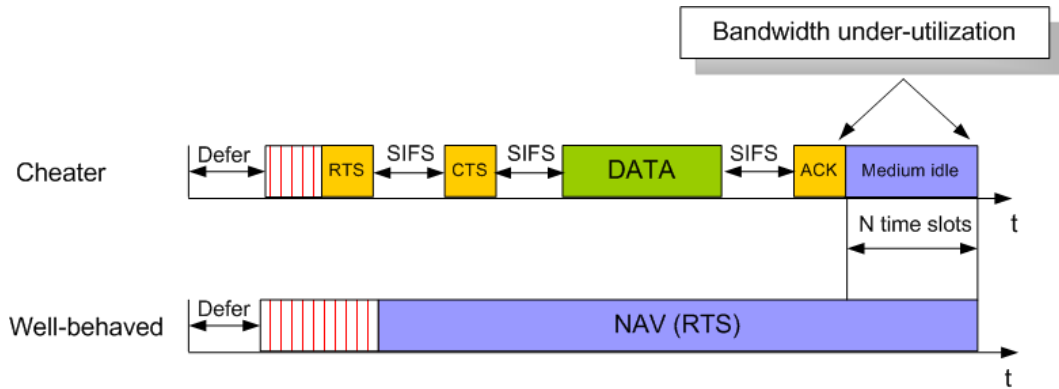 Bandwidth under-utilization
Cheater
Defer
RTS
SIFS
CTS
SIFS
DATA
SIFS
ACK
Medium idle
t
N time slots
Well-behaved
Defer
NAV (RTS)
t